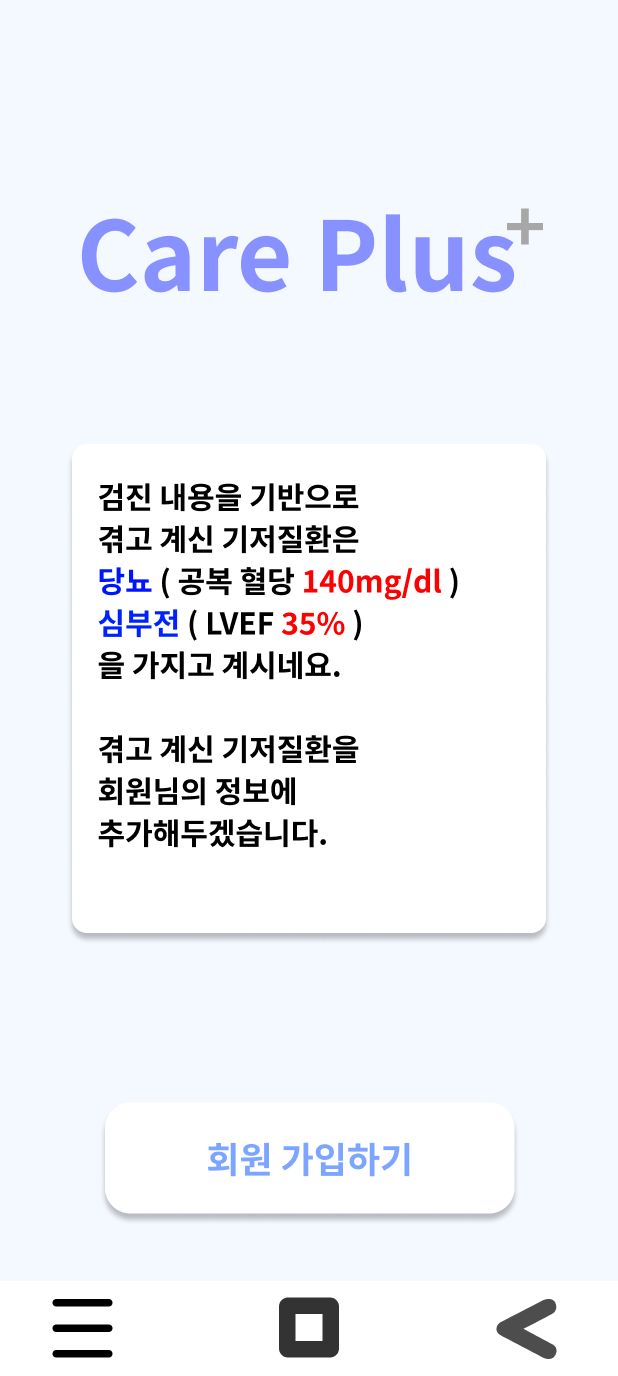 Care Plus+
검진 내용을 기반으로
겪고 계신 기저질환은
당뇨 ( 공복 혈당 140mg/dl )
심부전 ( LVEF 35% )
을 가지고 계시네요.
겪고 계신 기저질환을
회원님의 정보에
추가해두겠습니다.
회원 가입하기